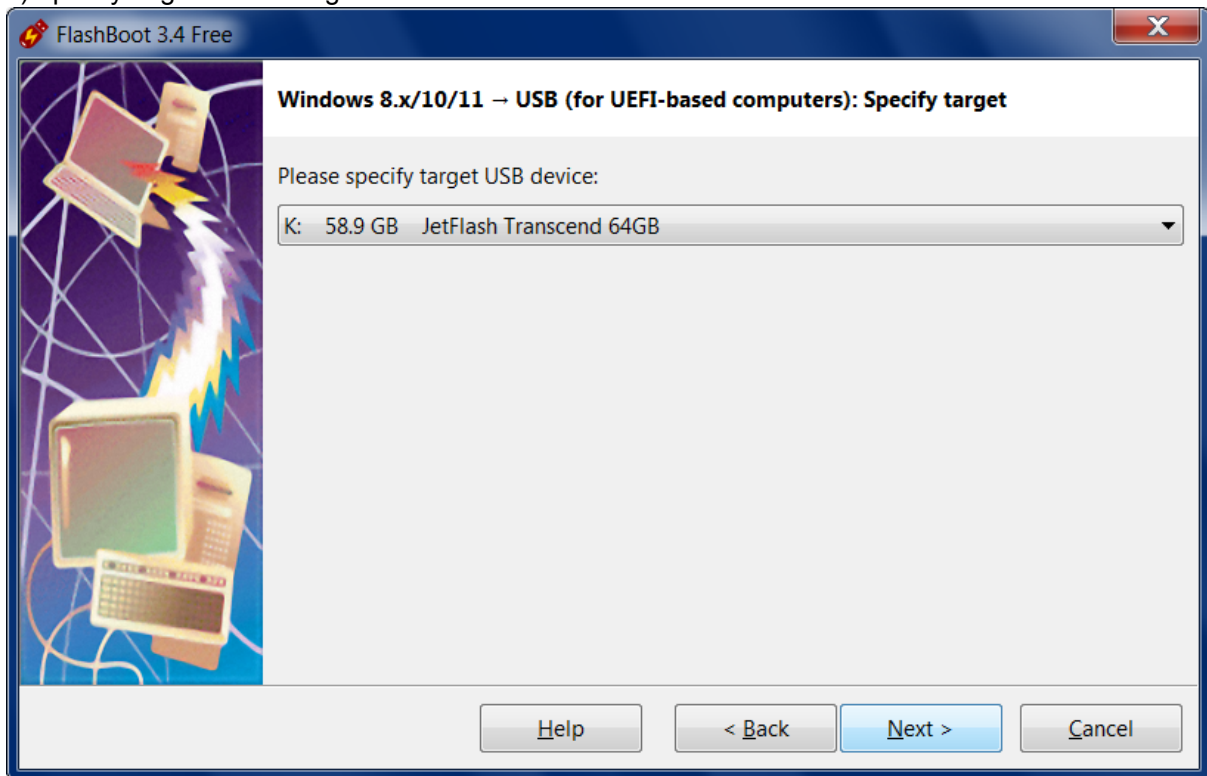 FlashBoot 3.4 Free
Windows 8.x/10/11 → USB (for UEFI-based computers): Specify target
Please specify target USB device:
K: 58.9 GB JetFlash Transcend 64GB
Help
< Back
Next >
Cancel